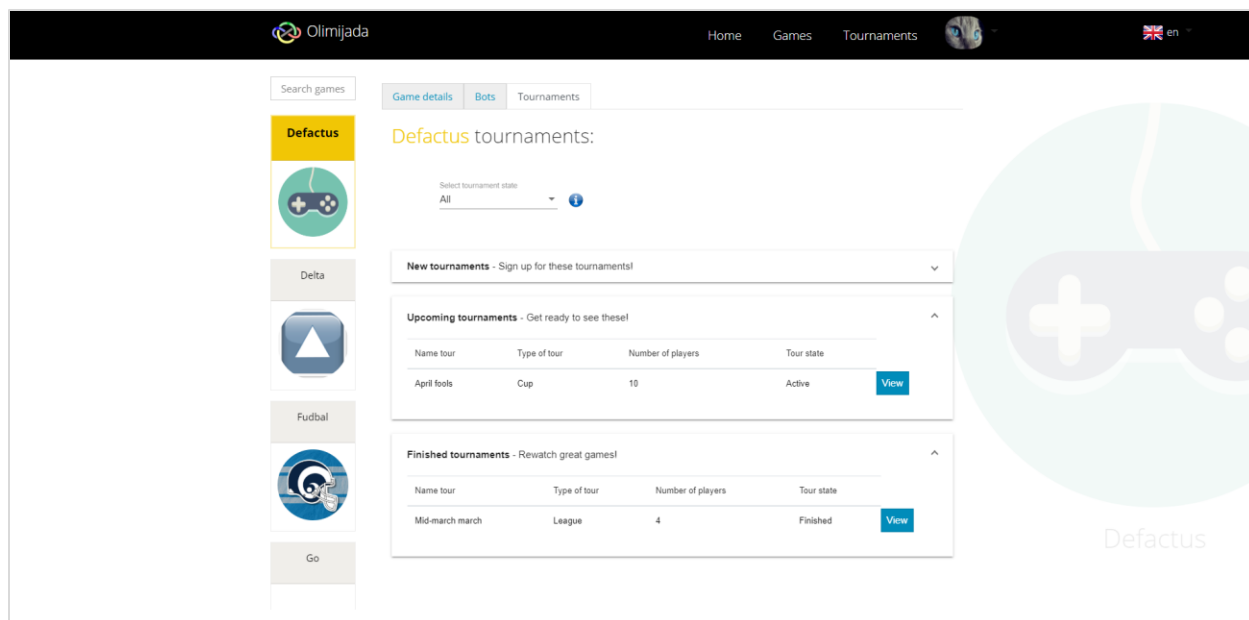 Olimijada
Home Games Tournaments en
Search games
Defactus
Delta
Fudbal
Go
Game details Bots Tournaments
Defactus tournaments:
Select tournament state
All
New tournaments - Sign up for these tournaments!
Upcoming tournaments - Get ready to see these!
Name tour Type of tour Number of players Tour state
April fools Cup 10 Active View
Finished tournaments - Rewatch great games!
Name tour Type of tour Number of players Tour state
Mid-march march League 4 Finished View
Defactus